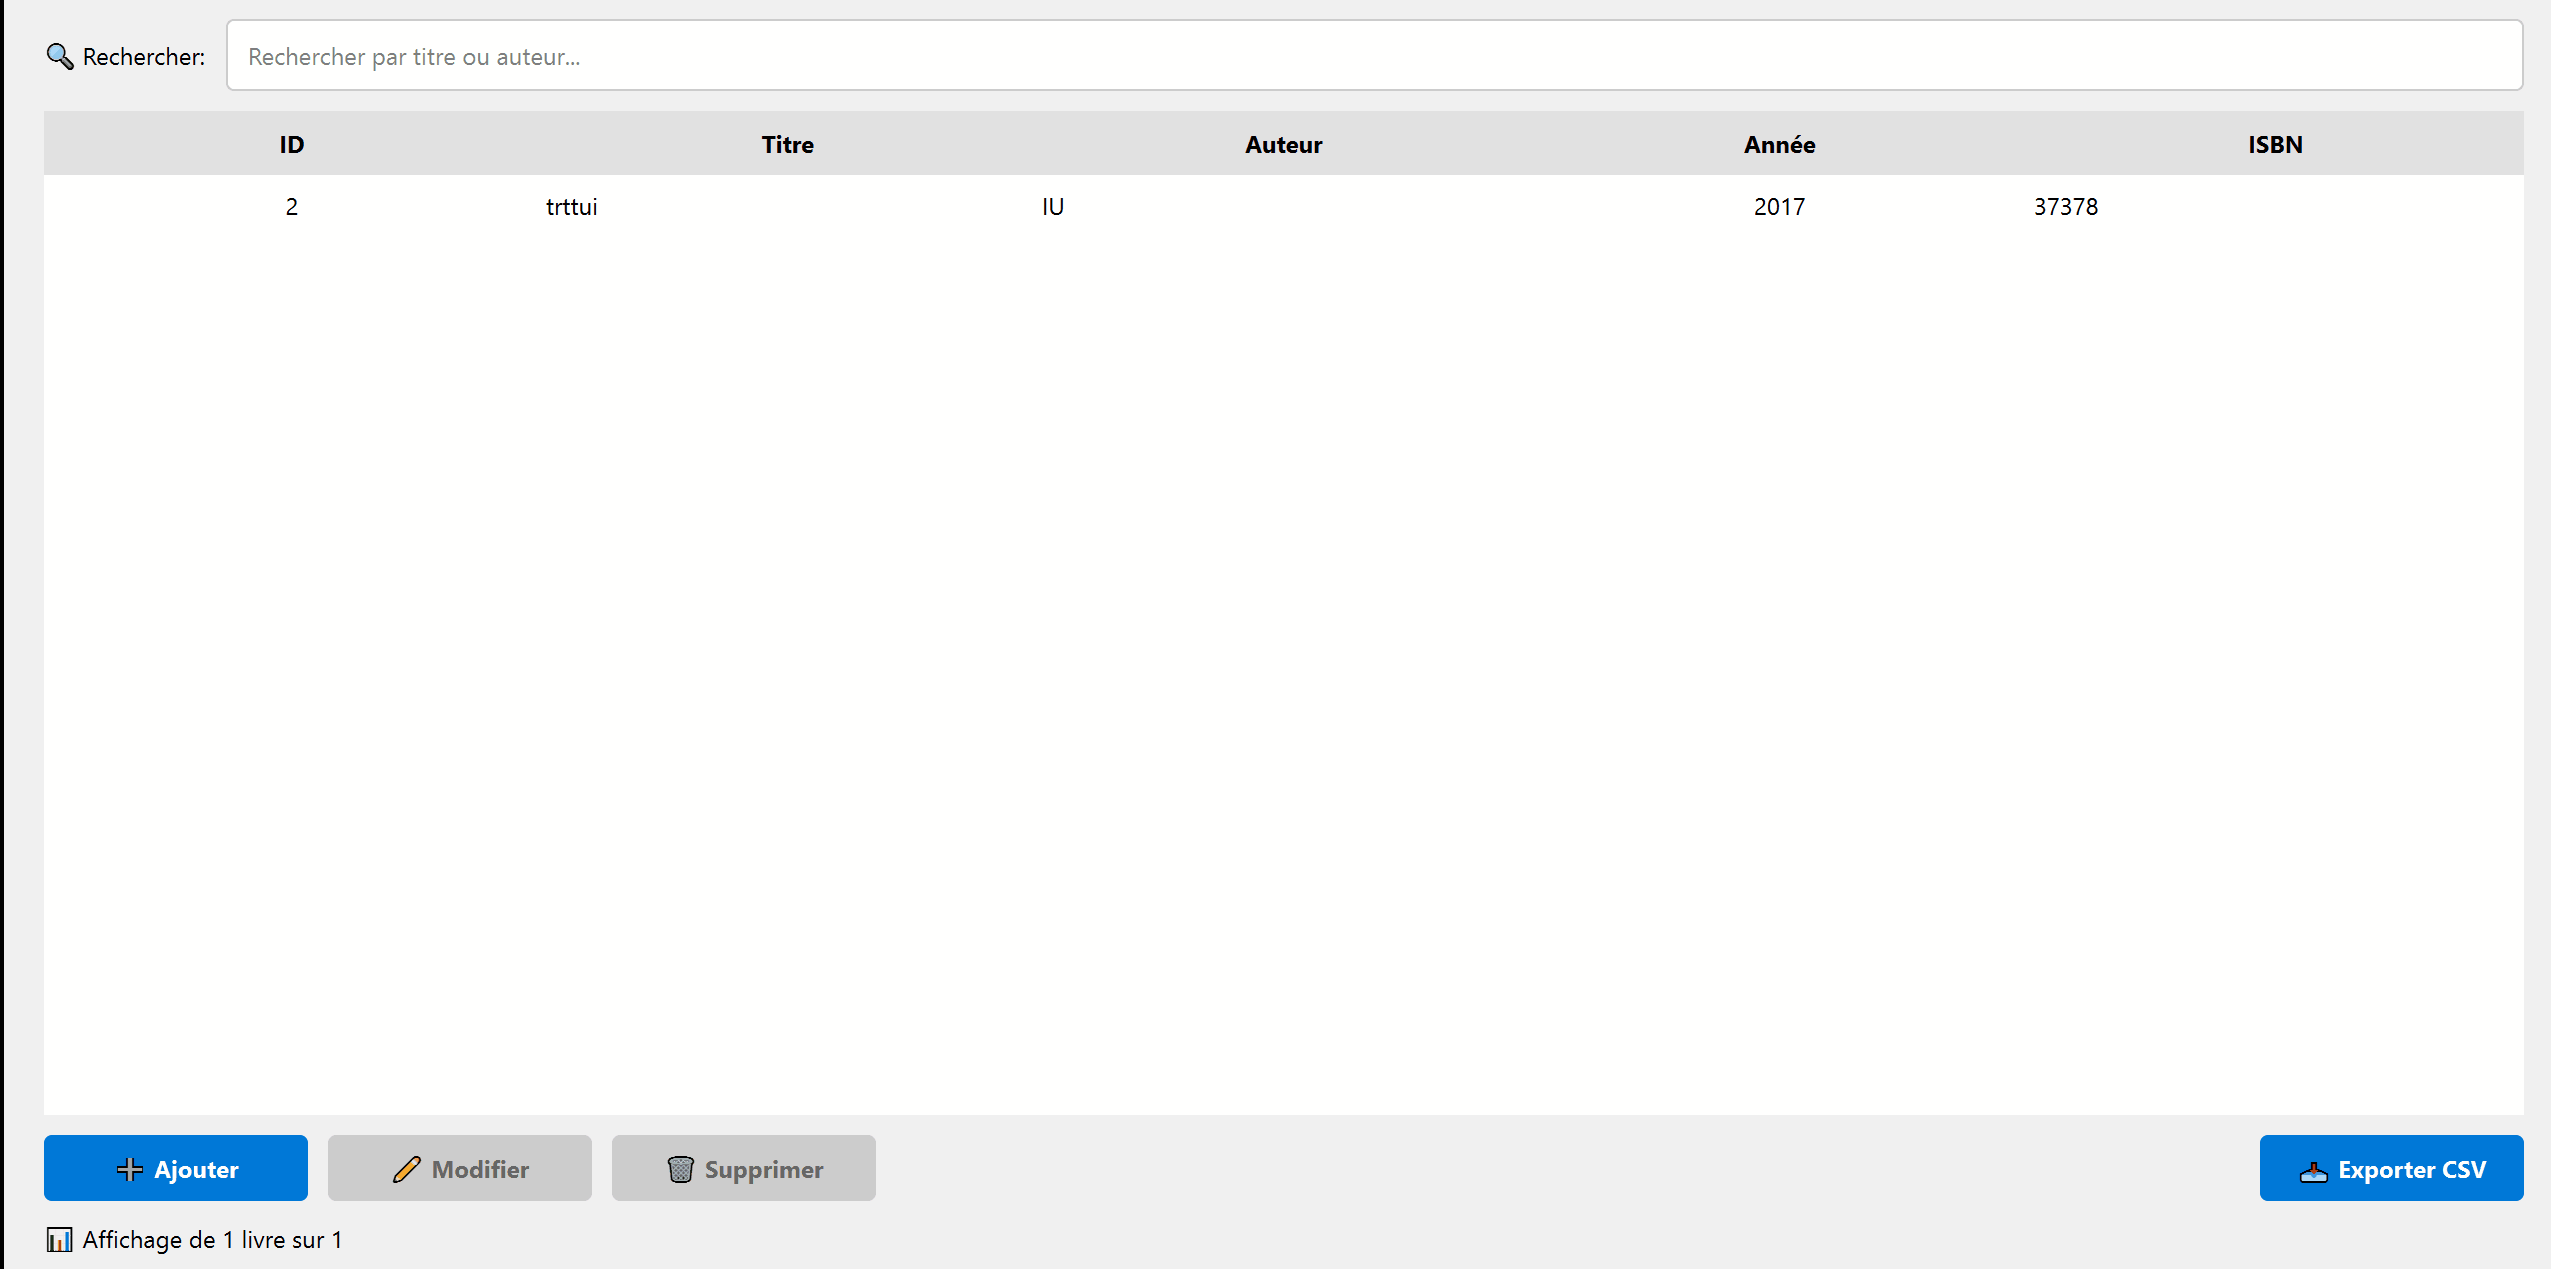 Rechercher: Rechercher par titre ou auteur...
ID Titre Auteur Année ISBN
2 trttui IU 2017 37378
Ajouter Modifier Supprimer Exporter CSV
Affichage de 1 livre sur 1